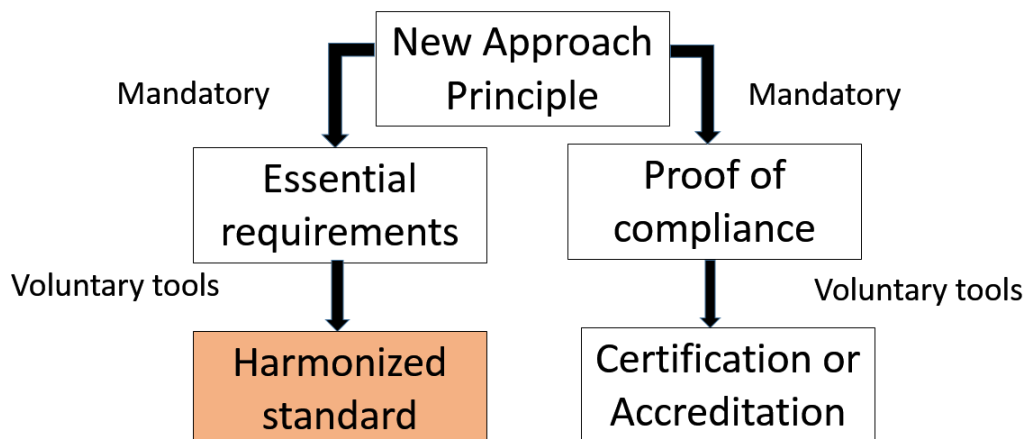 New Approach
Principle
Mandatory
Mandatory
Essential
requirements
Proof of
compliance
Voluntary tools
Voluntary tools
Harmonized
standard
Certification or
Accreditation